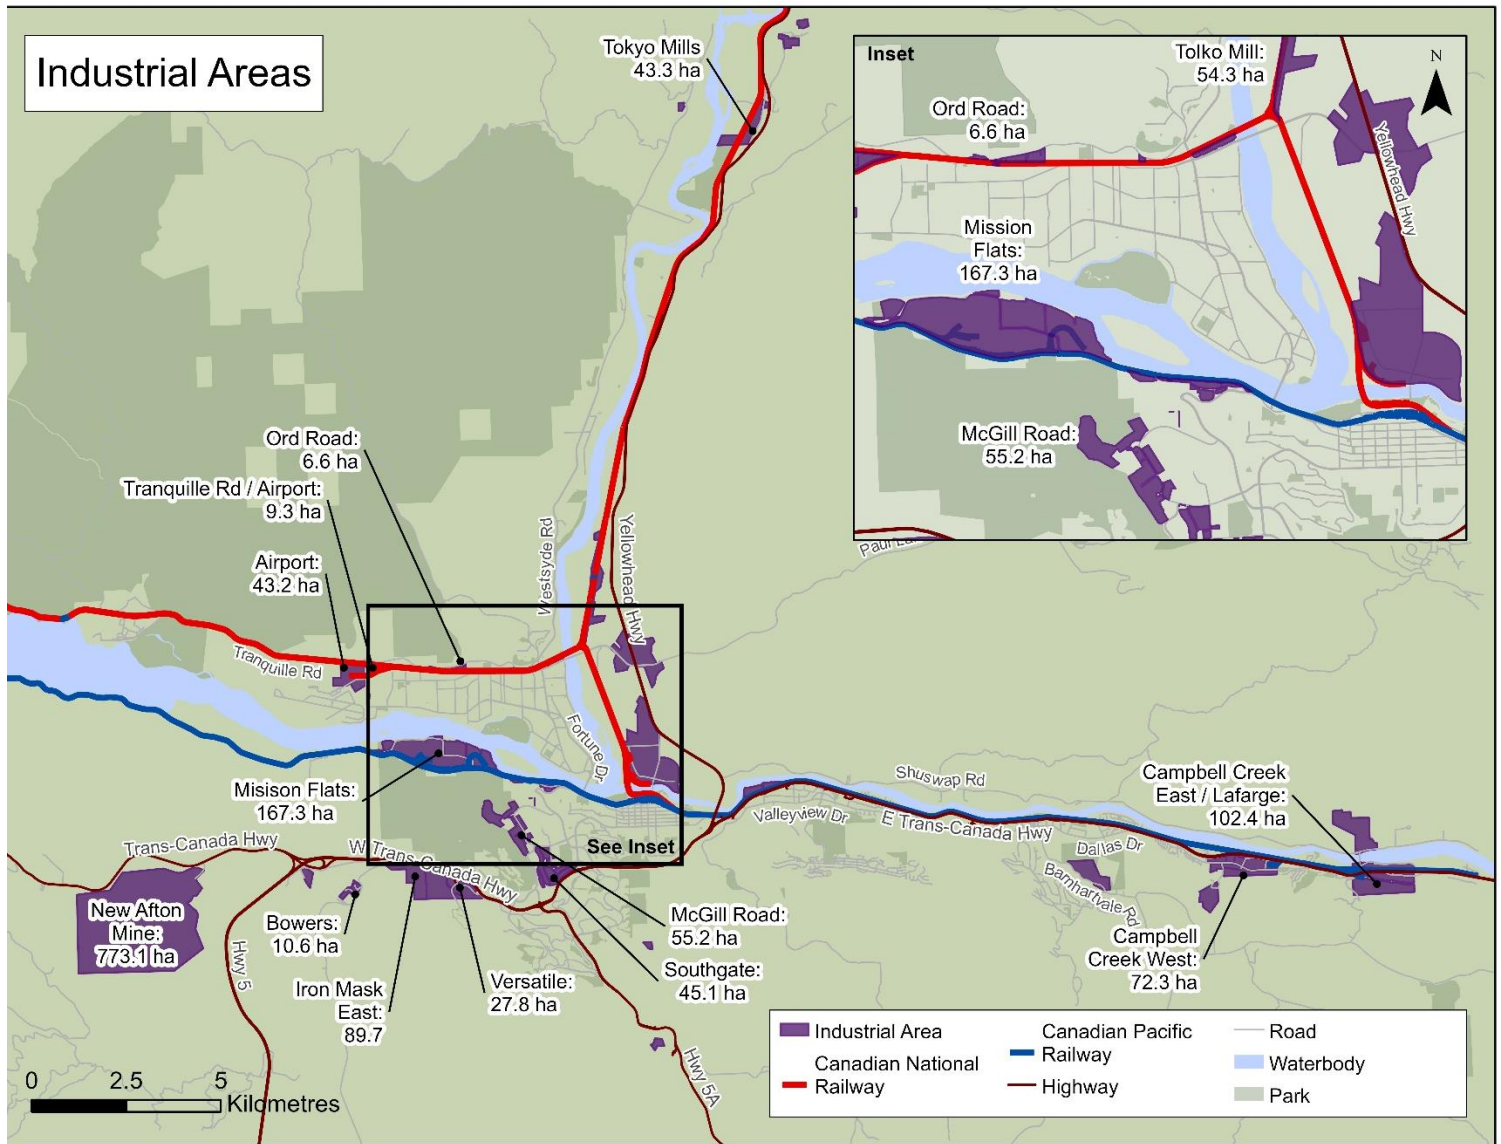 Industrial Areas
Tokyo Mills
43.3 ha
Inset
Tolko Mill:
54.3 ha
N
Ord Road:
6.6 ha
Yellowhead Hwy
Mission
Flats:
167.3 ha
McGill Road:
55.2 ha
Ord Road:
6.6 ha
Tranquille Rd / Airport:
9.3 ha
Airport:
43.2 ha
Westsyde Rd
Yellowhead Hwy
Tranquille Rd
Fortune Dr
Misison Flats:
167.3 ha
See Inset
Shuswap Rd
Valleyview Dr
E Trans-Canada Hwy
Dallas Dr
Barnhartvale Rd
Campbell Creek
East / Lafarge:
102.4 ha
Trans-Canada Hwy
W Trans-Canada Hwy
New Afton
Mine:
773.1 ha
Hwy 5
Bowers:
10.6 ha
Iron Mask
East:
89.7
Versatile:
27.8 ha
McGill Road:
55.2 ha
Southgate:
45.1 ha
Campbell
Creek West:
72.3 ha
Hwy 5A
0 2.5 5
Kilometres
Industrial Area
Canadian National
Railway
Canadian Pacific
Railway
Highway
Road
Waterbody
Park